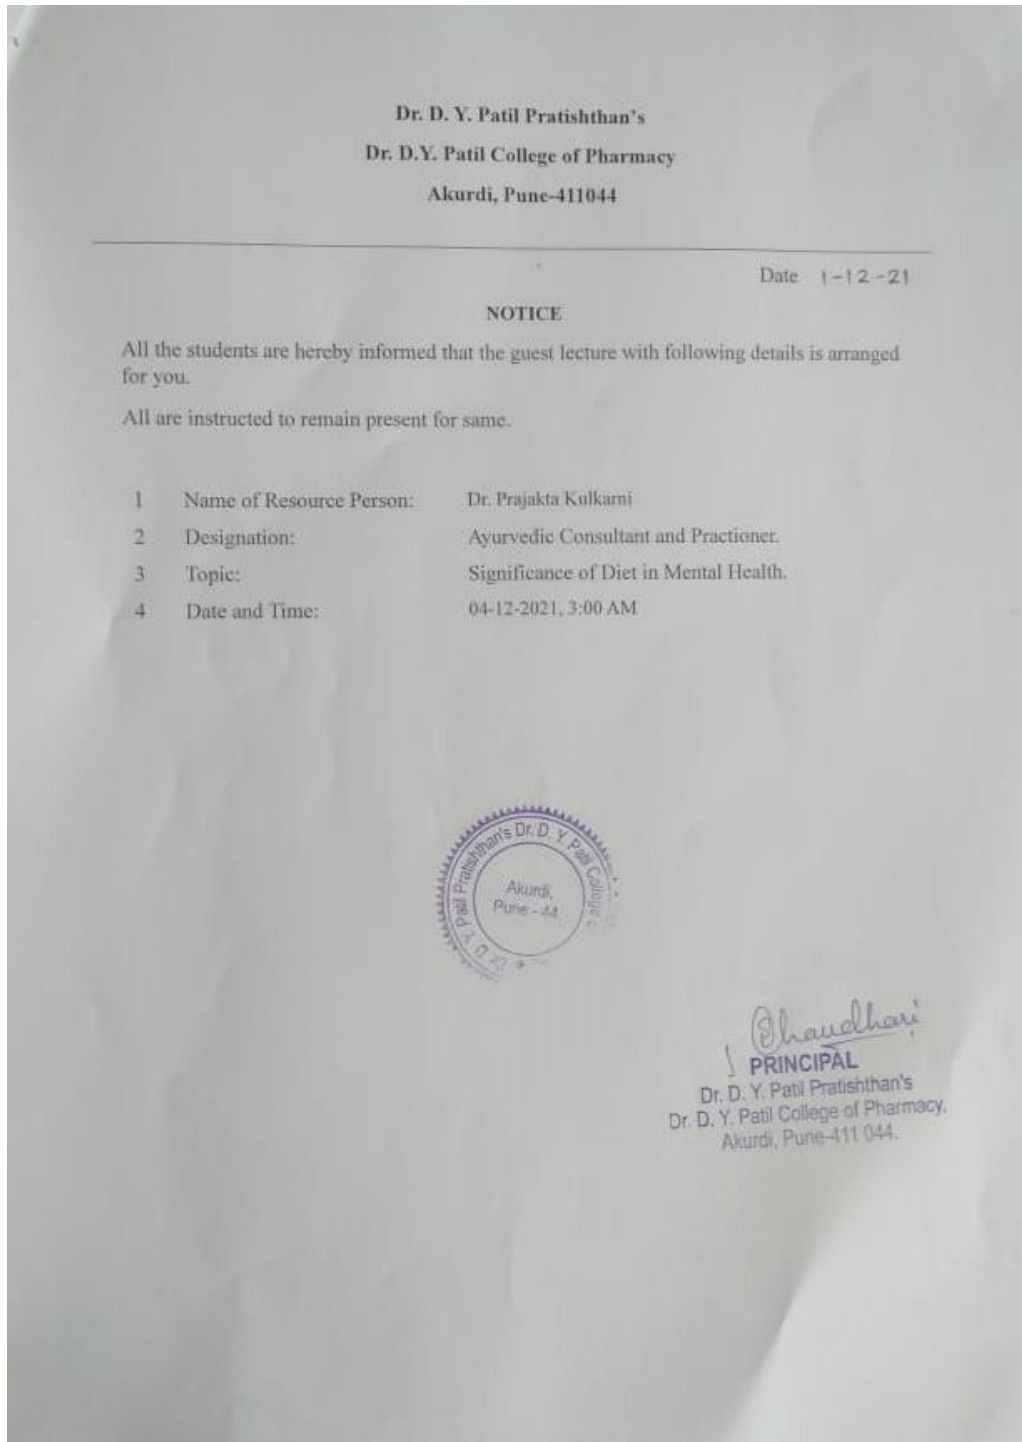 Dr. D. Y. Patil Pratishthan's
Dr. D.Y. Patil College of Pharmacy
Akurdi, Pune-411044
Date 1-12-21
NOTICE
All the students are hereby informed that the guest lecture with following details is arranged
for you.
All are instructed to remain present for same.
1 Name of Resource Person: Dr. Prajakta Kulkarni
2 Designation: Ayurvedic Consultant and Practioner.
3 Topic: Significance of Diet in Mental Health.
4 Date and Time: 04-12-2021, 3:00 AM
Dr. D. Y. Patil Pratishthan's Dr. D. Y. Patil College
Akurdi,
Pune - 44
Chaudhari
PRINCIPAL
Dr. D. Y. Patil Pratishthan's
Dr. D. Y. Patil College of Pharmacy,
Akurdi, Pune-411 044.